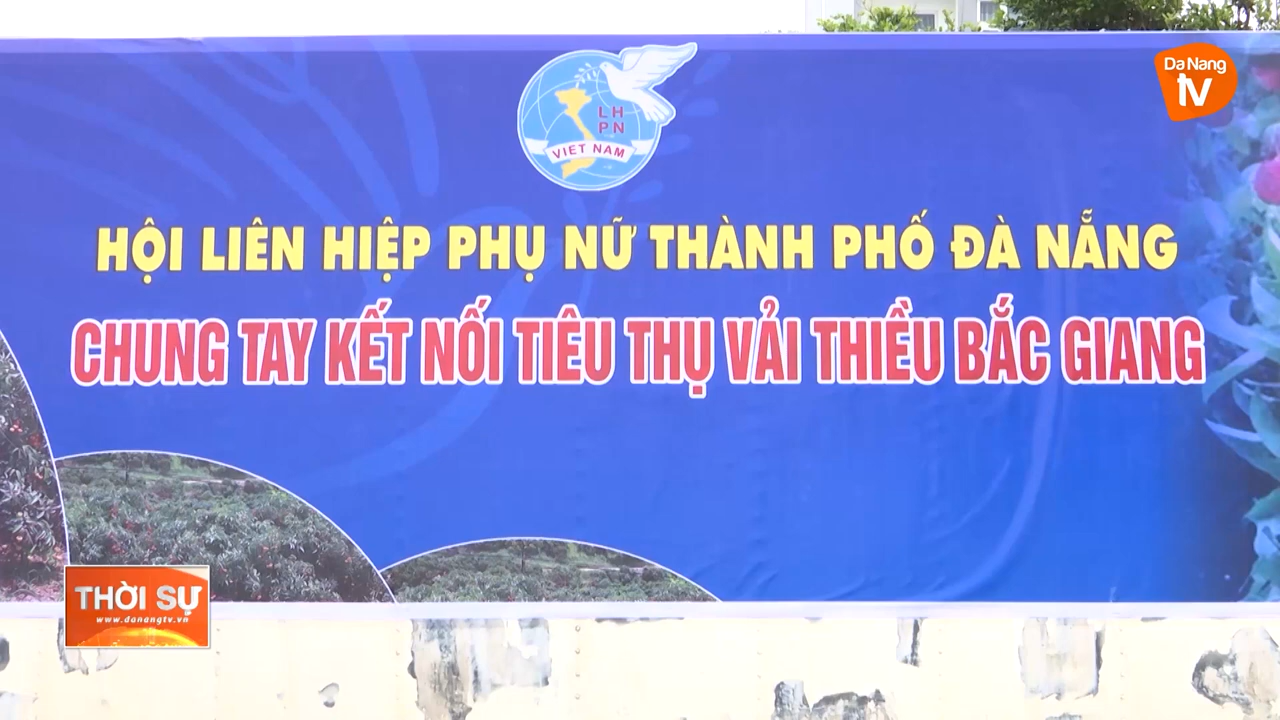 Da Nang
tv
LH
PN
VIET NAM
HỘI LIÊN HIỆP PHỤ NỮ THÀNH PHỐ ĐÀ NẴNG
CHUNG TAY KẾT NỐI TIÊU THỤ VẢI THIỀU BẮC GIANG
THỜI SỰ
www.danangtv.vn